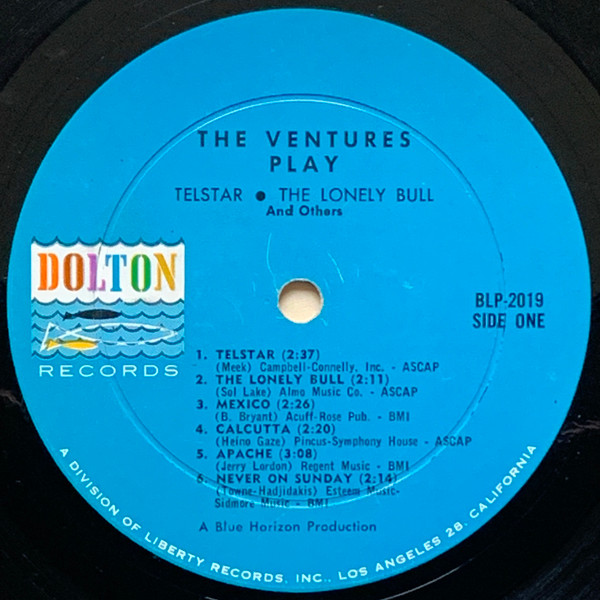 THE VENTURES
PLAY
TELSTAR ● THE LONELY BULL
And Others
DOLTON
RECORDS
BLP-2019
SIDE ONE
1. TELSTAR (2:37)
(Meek) Campbell-Connelly, Inc. - ASCAP
2. THE LONELY BULL (2:11)
(Sol Lake) Almo Music Co. - ASCAP
3. MEXICO (2:26)
(B. Bryant) Acuff-Rose Pub. - BMI
4. CALCUTTA (2:20)
(Heino Gaze) Pincus-Symphony House - ASCAP
5. APACHE (3:08)
(Jerry Lordon) Regent Music - BMI
6. NEVER ON SUNDAY (2:14)
(Towne-Hadjidakis) Esteem Music-
Sidmore Music - BMI
A Blue Horizon Production
A DIVISION OF LIBERTY RECORDS, INC., LOS ANGELES 28, CALIFORNIA